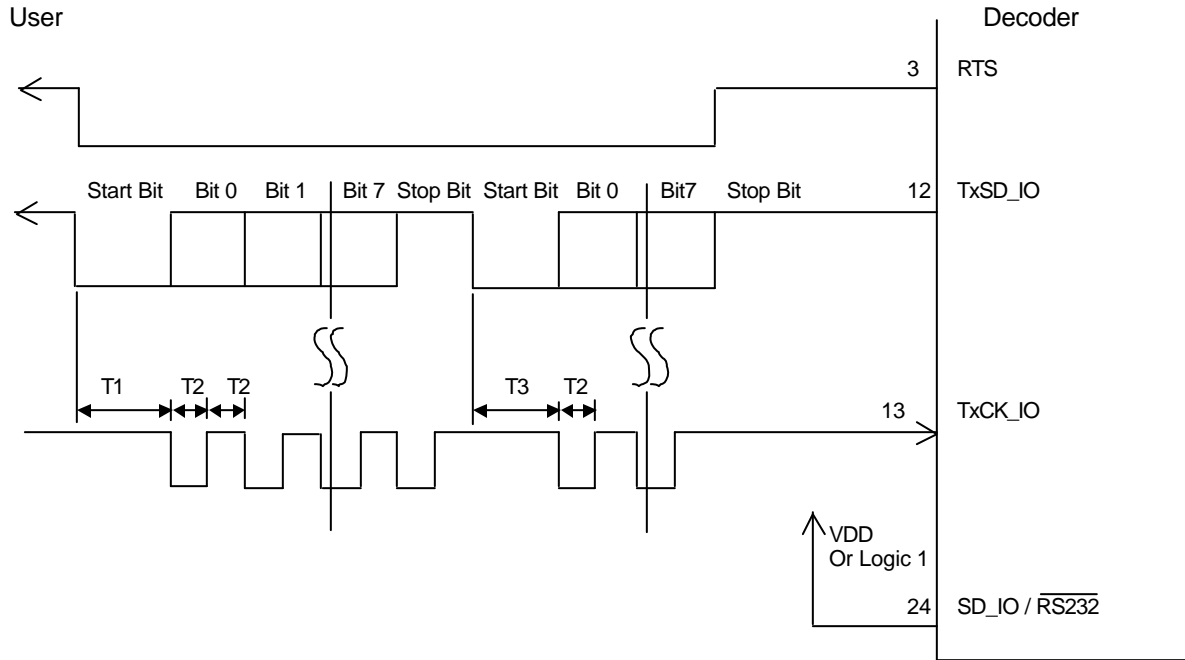 User Decoder
3 RTS
Start Bit Bit 0 Bit 1 Bit 7 Stop Bit Start Bit Bit 0 Bit7 Stop Bit 12 TxSD_IO
T1 T2 T2 T3 T2
13 TxCK_IO
VDD
Or Logic 1
24 SD_IO / RS232